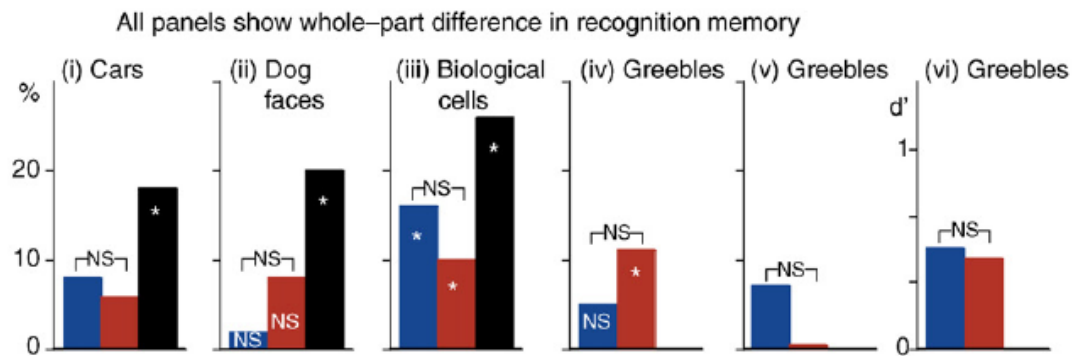 All panels show whole–part difference in recognition memory
(i) Cars
(ii) Dog
faces
(iii) Biological
cells
(iv) Greebles
(v) Greebles
(vi) Greebles
%
20
10
0
d'
1
0
NS
*
NS
NS
NS
*
NS
*
*
*
NS
NS
*
NS
NS